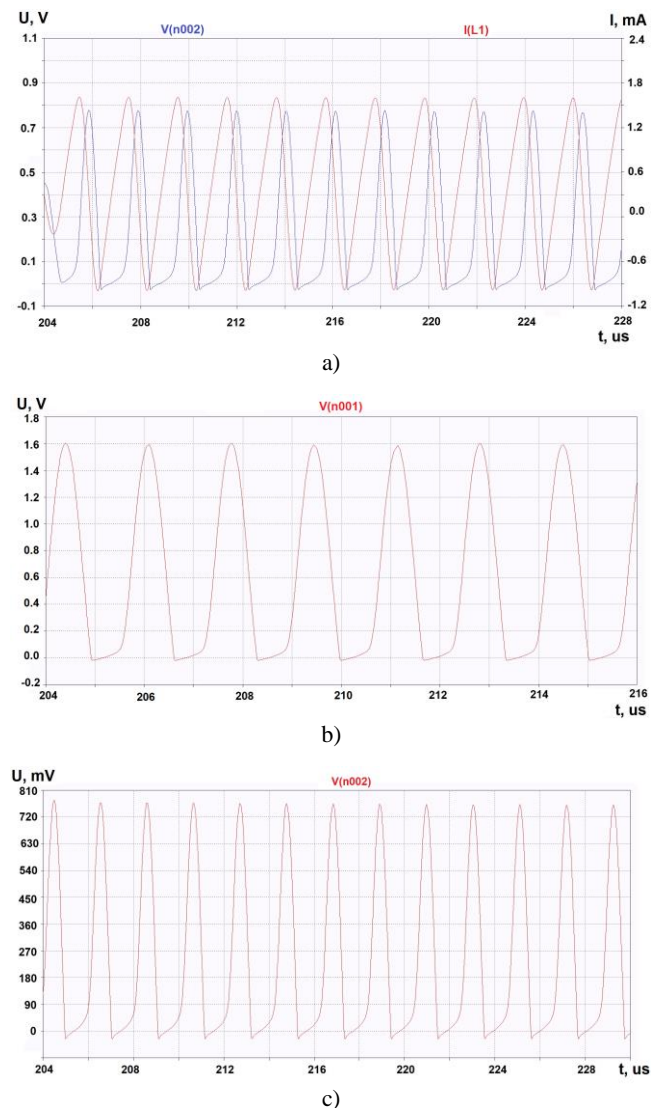 U, V V(n002) I(L1) I, mA
1.1 2.4
0.9 1.8
0.7 1.2
0.5 0.6
0.3 0.0
0.1 -0.6
-0.1 -1.2
204 208 212 216 220 224 228
t, us
a)
U, V V(n001)
1.8
1.6
1.4
1.2
1.0
0.8
0.6
0.4
0.2
0.0
-0.2
204 206 208 210 212 214 216
t, us
b)
U, mV V(n002)
810
720
630
540
450
360
270
180
90
0
204 208 212 216 220 224 228
t, us
c)